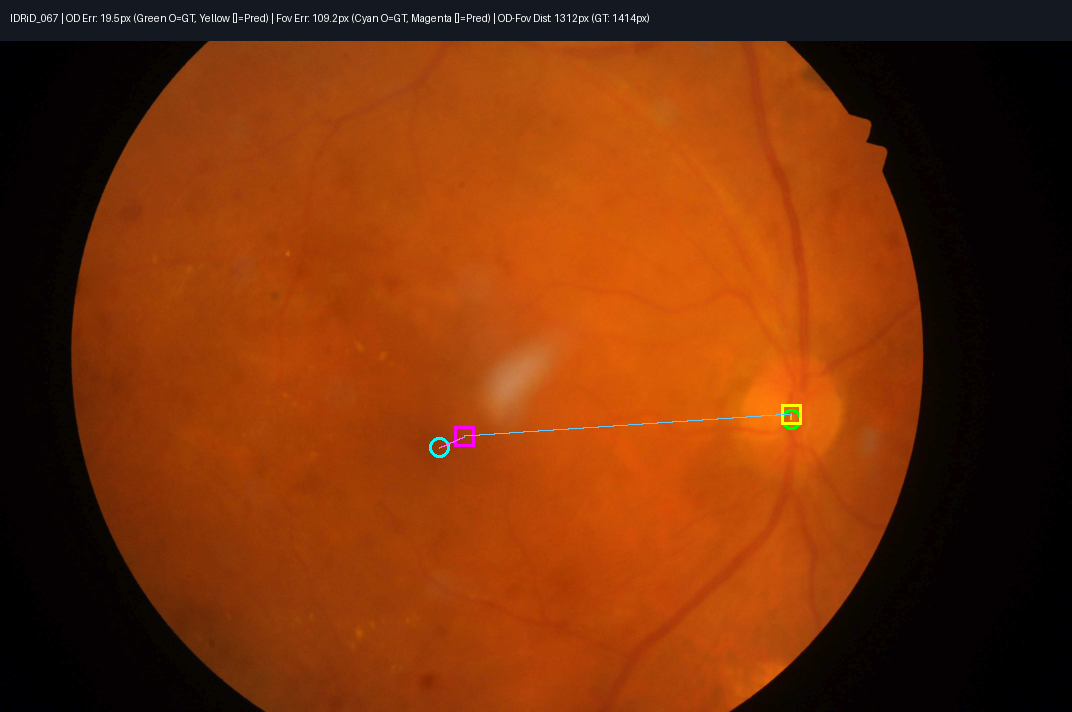 IDRiD_067 | OD Err: 19.5px (Green O=GT, Yellow []=Pred) | Fov Err: 109.2px (Cyan O=GT, Magenta []=Pred) | OD-Fov Dist: 1312px (GT: 1414px)